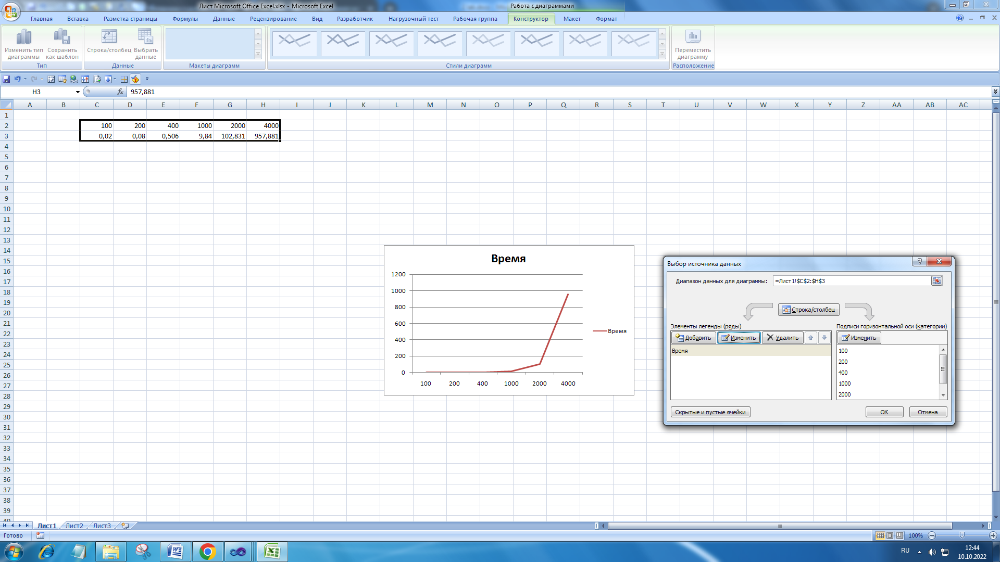 Лист Microsoft Office Excel.xlsx - Microsoft Excel
Работа с диаграммами
Главная Вставка Разметка страницы Формулы Данные Рецензирование Вид Разработчик Нагрузочный тест Рабочая группа Конструктор Макет Формат
Изменить тип диаграммы
Сохранить как шаблон
Строка/столбец
Выбрать данные
Переместить диаграмму
Тип Данные Макеты диаграмм Стили диаграмм Расположение
H3 fx 957,881
A B C D E F G H I J K L M N O P Q R S T U V W X Y Z AA AB AC
1
2 100 200 400 1000 2000 4000
3 0,02 0,08 0,506 9,84 102,831 957,881
4
5
6
7
8
9
10
11
12
13
14
15
16
17
18
19
20
21
22
23
24
25
26
27
28
29
30
31
32
33
34
35
36
37
38
39
40
Время
1200
1000
800
600
400
200
0
100 200 400 1000 2000 4000
Время
Выбор источника данных
Диапазон данных для диаграммы: =Лист1!$C$2:$H$3
Строка/столбец
Элементы легенды (ряды)
Подписи горизонтальной оси (категории)
Добавить Изменить Удалить
Изменить
Время
100
200
400
1000
2000
Скрытые и пустые ячейки
ОК Отмена
Лист1 Лист2 Лист3
Готово
100%
RU
12:44
10.10.2022